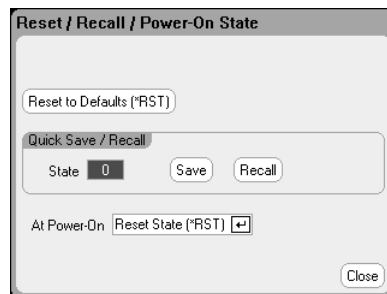 Reset / Recall / Power-On State
Reset to Defaults (*RST)
Quick Save / Recall
State 0 Save Recall
At Power-On Reset State (*RST) ↵
Close